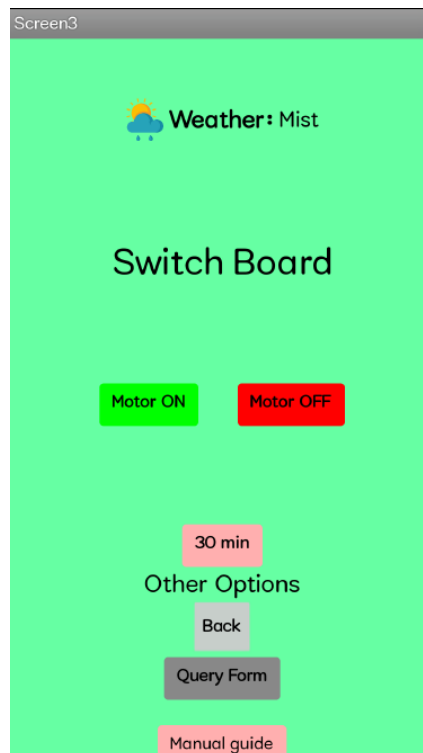 Screen3
Weather: Mist
Switch Board
Motor ON Motor OFF
30 min
Other Options
Back
Query Form
Manual guide